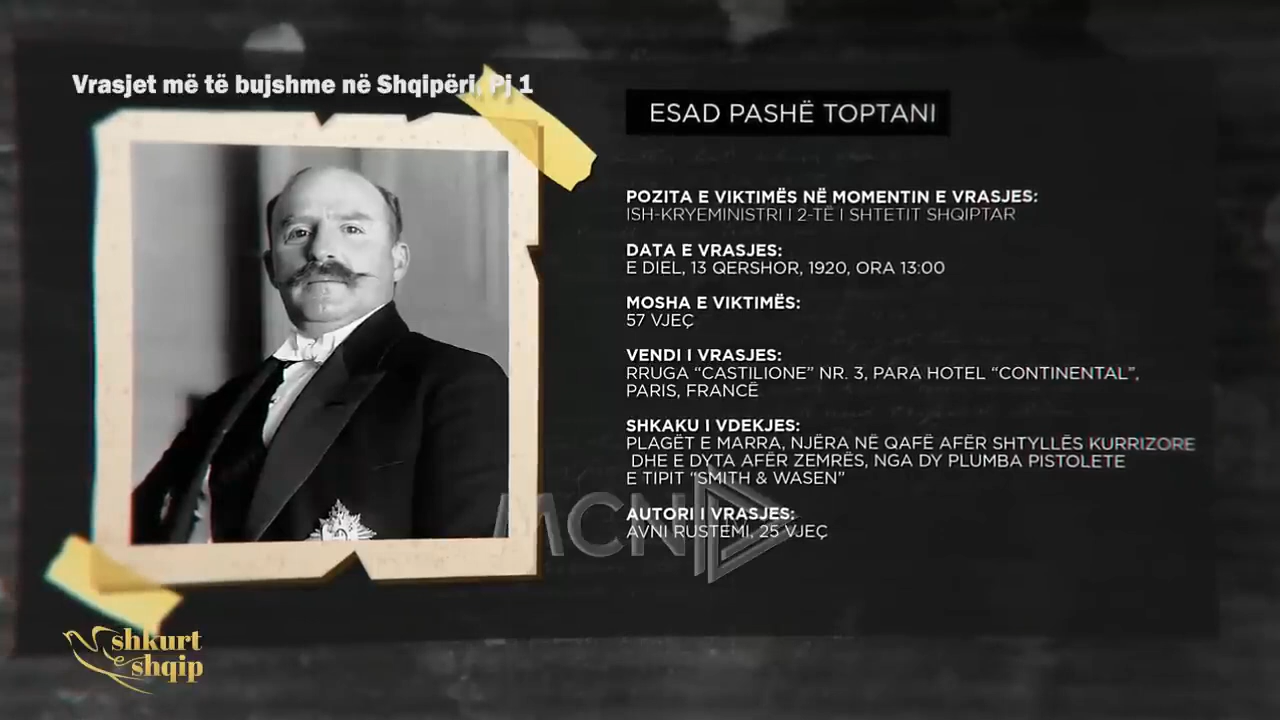 Vrasjet më të bujshme në Shqipëri, Pj 1
ESAD PASHË TOPTANI
POZITA E VIKTIMËS NË MOMENTIN E VRASJES:
ISH-KRYEMINISTRI I 2-TË I SHTETIT SHQIPTAR
DATA E VRASJES:
E DIEL, 13 QERSHOR, 1920, ORA 13:00
MOSHA E VIKTIMËS:
57 VJEÇ
VENDI I VRASJES:
RRUGA “CASTILIONE” NR. 3, PARA HOTEL “CONTINENTAL”,
PARIS, FRANCË
SHKAKU I VDEKJES:
PLAGËT E MARRA, NJËRA NË QAFË AFËR SHTYLLËS KURRIZORE
DHE E DYTA AFËR ZEMRËS, NGA DY PLUMBA PISTOLETE
E TIPIT “SMITH & WASEN”
AUTORI I VRASJES:
AVNI RUSTEMI, 25 VJEÇ
MCN
shkurt
e
shqip